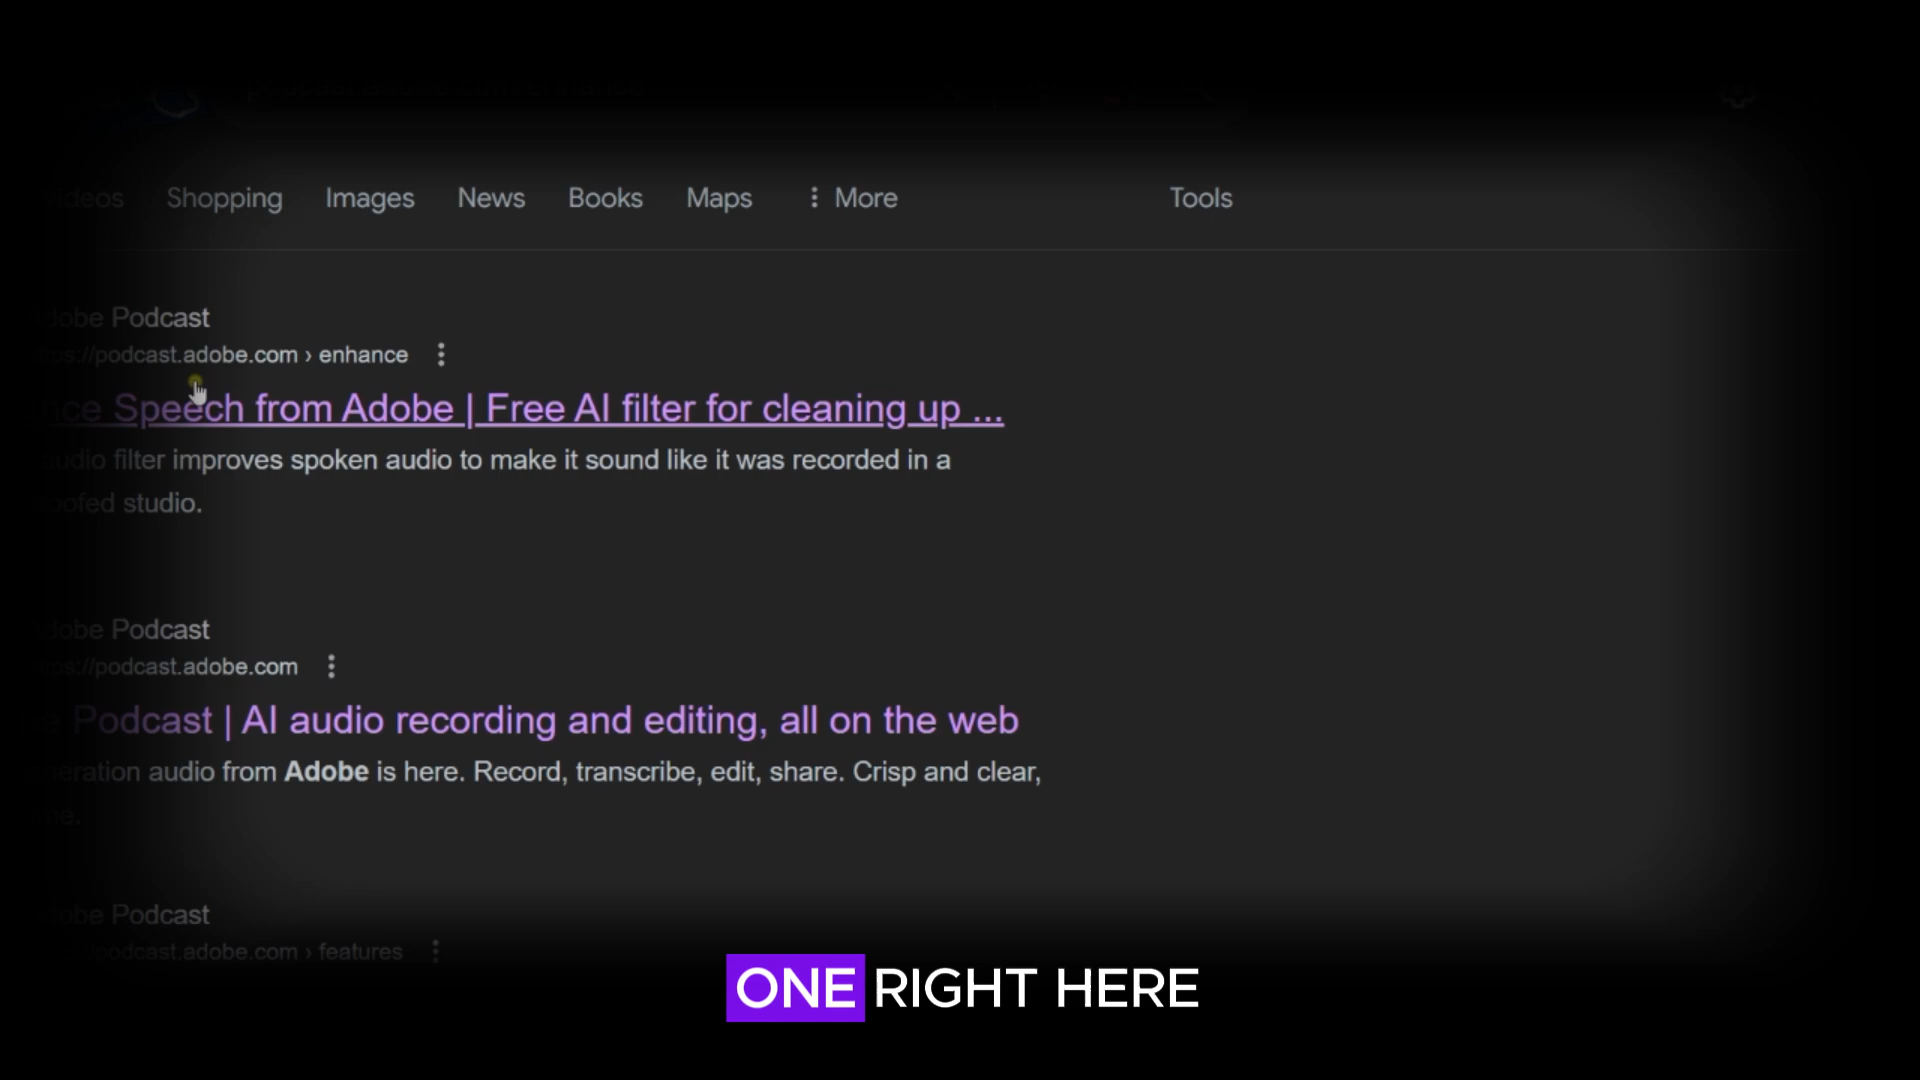 Shopping Images News Books Maps More Tools
Podcast
podcast.adobe.com › enhance
Speech from Adobe | Free AI filter for cleaning up ...
filter improves spoken audio to make it sound like it was recorded in a
studio.
Podcast
podcast.adobe.com
Podcast | AI audio recording and editing, all on the web
audio from Adobe is here. Record, transcribe, edit, share. Crisp and clear,
Podcast
podcast.adobe.com › features
ONE RIGHT HERE